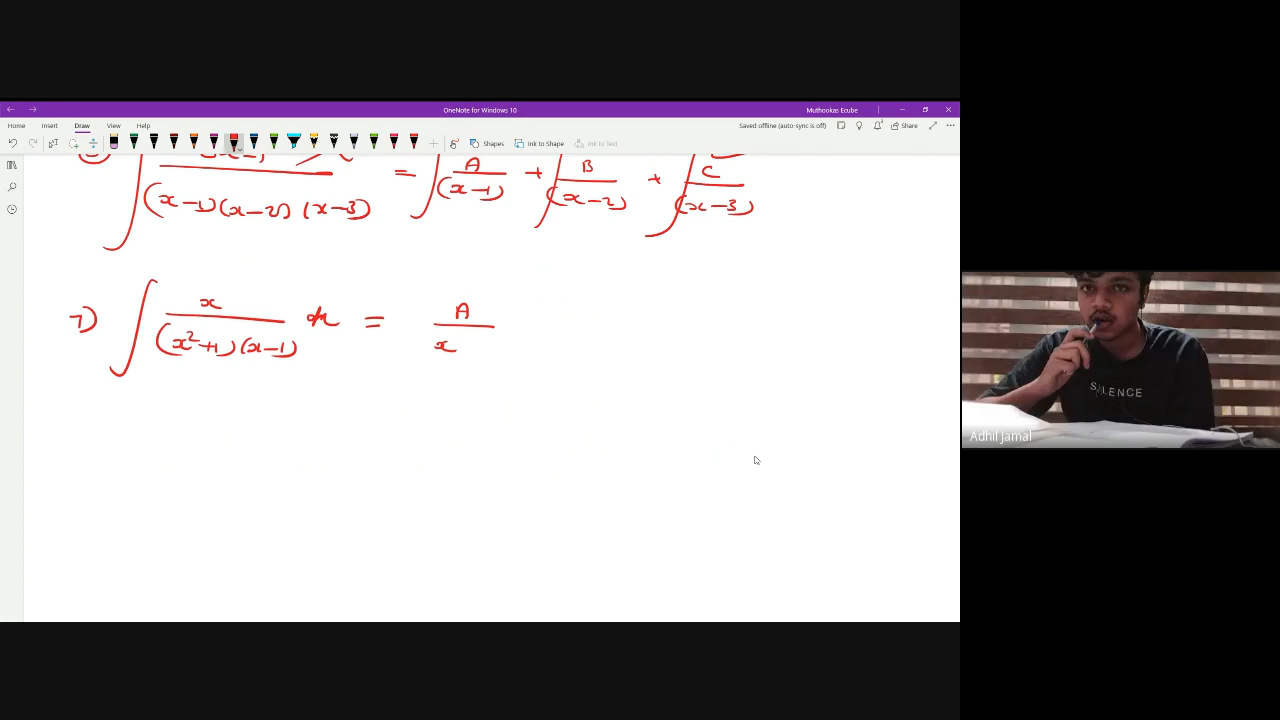 OneNote for Windows 10
Muthookas Ecube
Home Insert Draw View Help
Saved offline (auto-sync is off) Share
Shapes Ink to Shape Ink to Text
= ∫ A/(x-1) + ∫ B/(x-2) + ∫ C/(x-3)
(x-1)(x-2)(x-3)
7) ∫ x/((x²+1)(x-1)) dx = A/x
SILENCE
Adhil Jamal